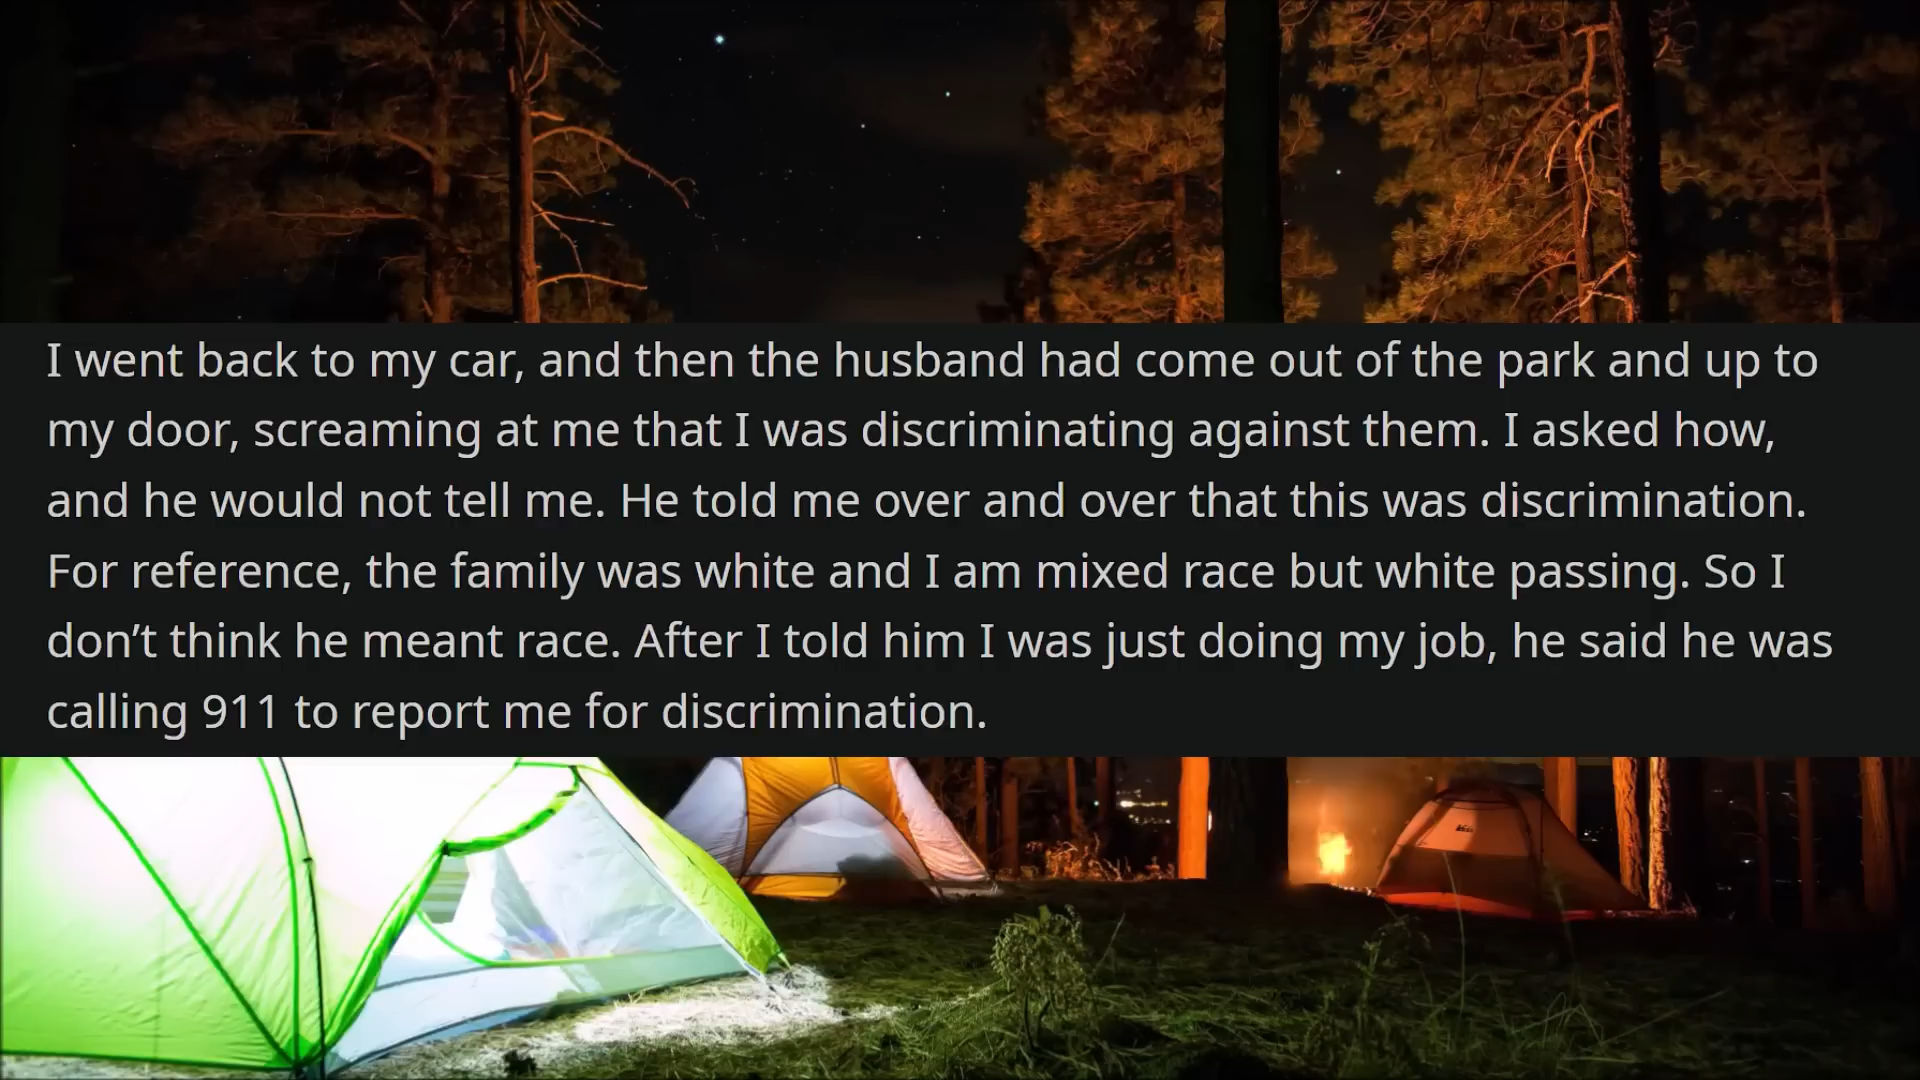 I went back to my car, and then the husband had come out of the park and up to
my door, screaming at me that I was discriminating against them. I asked how,
and he would not tell me. He told me over and over that this was discrimination.
For reference, the family was white and I am mixed race but white passing. So I
don’t think he meant race. After I told him I was just doing my job, he said he was
calling 911 to report me for discrimination.
REI